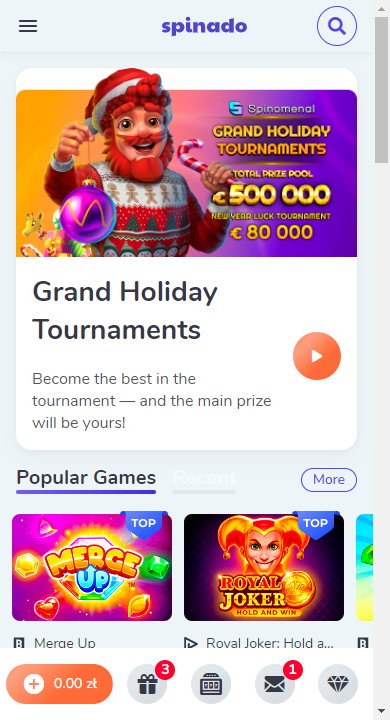 spinado
Spinomenal
GRAND HOLIDAY
TOURNAMENTS
TOTAL PRIZE POOL
€500 000
NEW YEAR LUCK TOURNAMENT
€ 80 000
Grand Holiday
Tournaments
Become the best in the
tournament — and the main prize
will be yours!
Popular Games
Recent
More
TOP
MERGE
UP
TM
TOP
ROYAL
JOKER
HOLD AND WIN
Merge Up
Royal Joker: Hold a...
0.00 zł
3
1